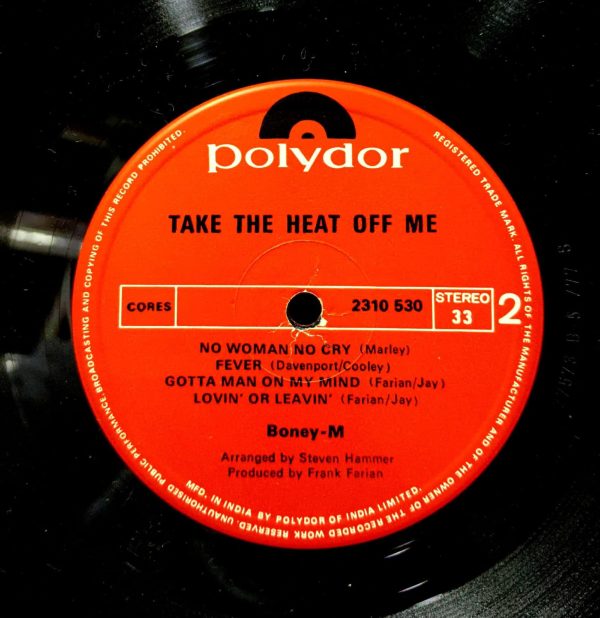 polydor
TAKE THE HEAT OFF ME
CORES 2310 530 STEREO 33 2
NO WOMAN NO CRY (Marley)
FEVER (Davenport/Cooley)
GOTTA MAN ON MY MIND (Farian/Jay)
LOVIN' OR LEAVIN' (Farian/Jay)
Boney-M
Arranged by Steven Hammer
Produced by Frank Farian
MFD. IN INDIA BY POLYDOR OF INDIA LIMITED.
REGISTERED TRADE MARK. ALL RIGHTS OF THE MANUFACTURER AND OF THE OWNER OF THE RECORDED WORK RESERVED. UNAUTHORISED PUBLIC PERFORMANCE, BROADCASTING AND COPYING OF THIS RECORD PROHIBITED.